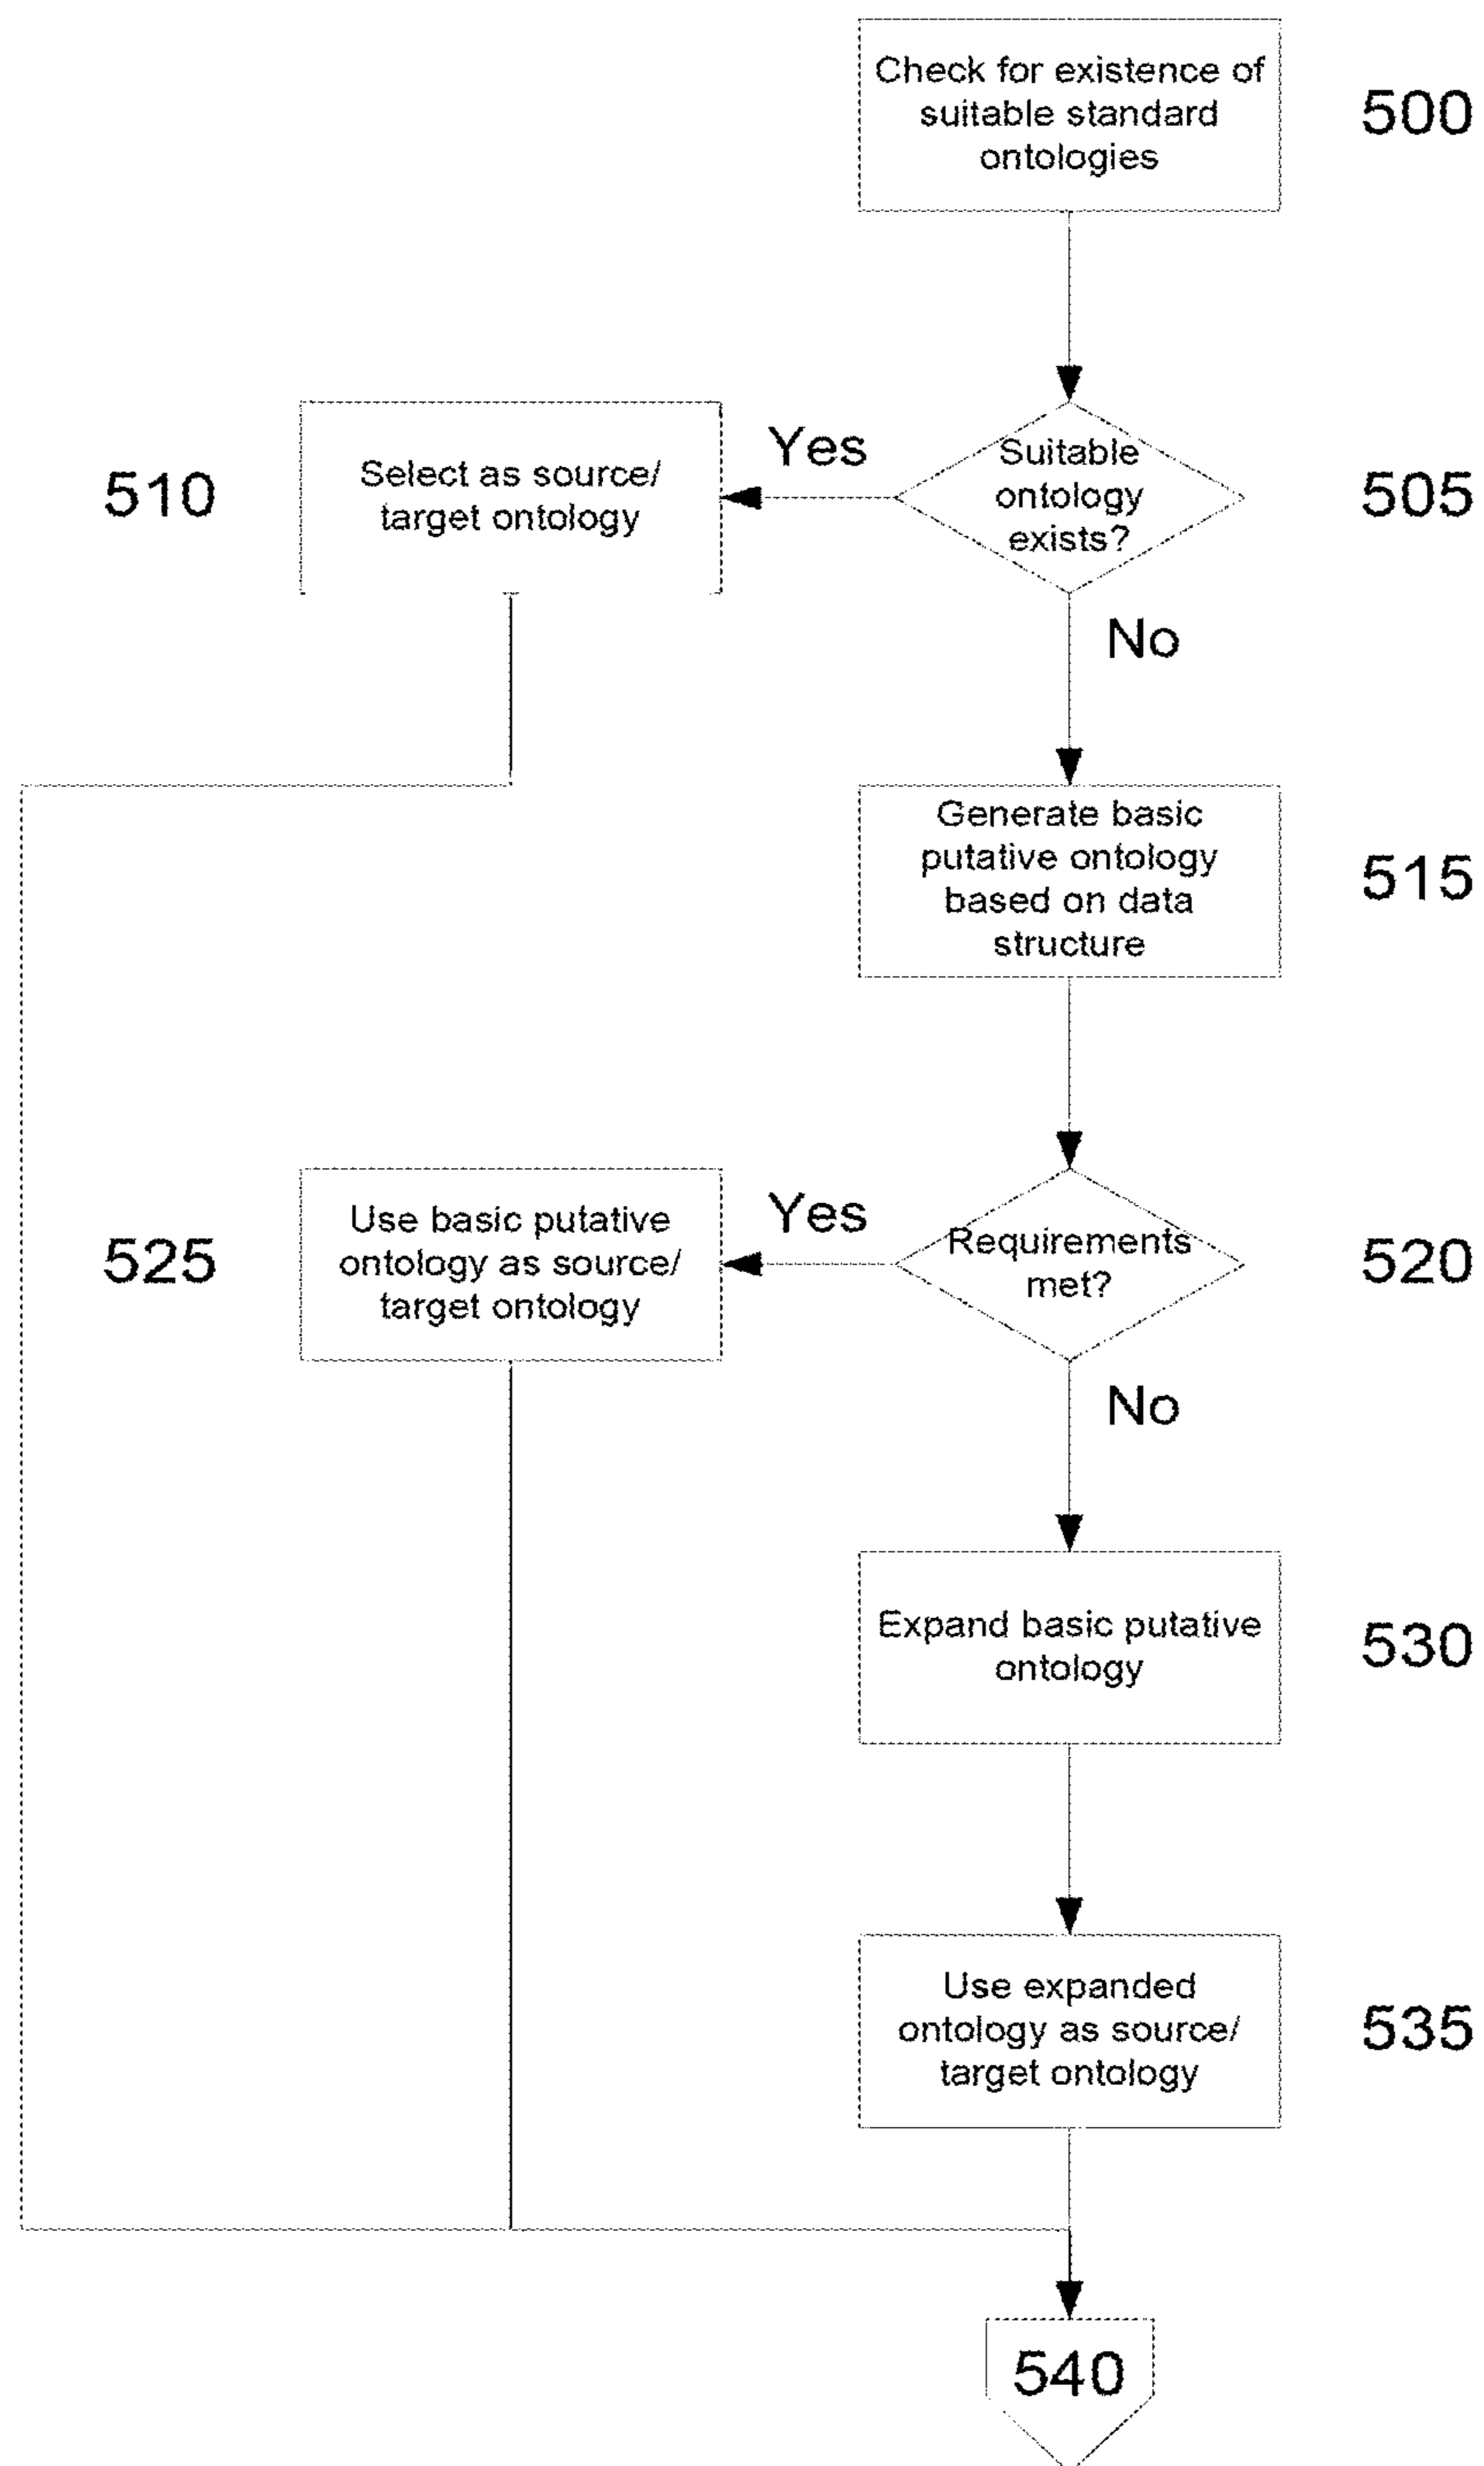 Check for existence of
suitable standard
ontologies
500
Suitable
ontology
exists?
505
Yes
Select as source/
target ontology
510
No
Generate basic
putative ontology
based on data
structure
515
Requirements
met?
520
Yes
Use basic putative
ontology as source/
target ontology
525
No
Expand basic putative
ontology
530
Use expanded
ontology as source/
target ontology
535
540